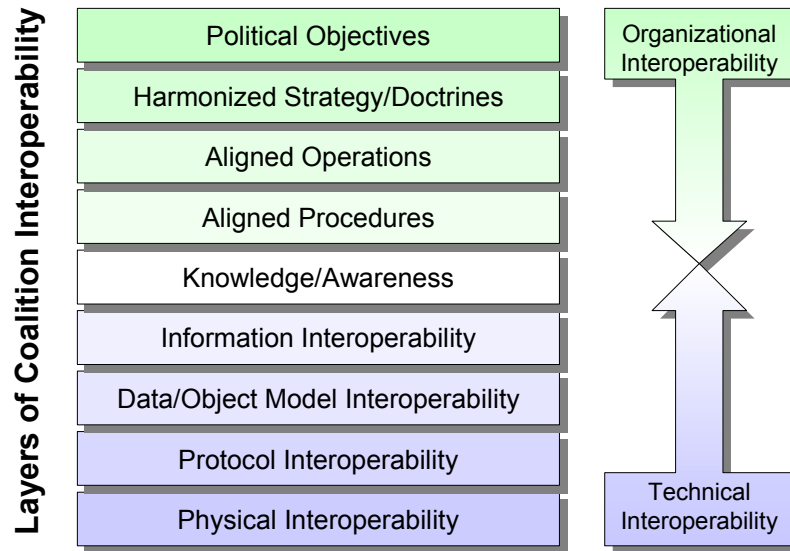 Layers of Coalition Interoperability
Political Objectives
Harmonized Strategy/Doctrines
Aligned Operations
Aligned Procedures
Knowledge/Awareness
Information Interoperability
Data/Object Model Interoperability
Protocol Interoperability
Physical Interoperability
Organizational
Interoperability
Technical
Interoperability